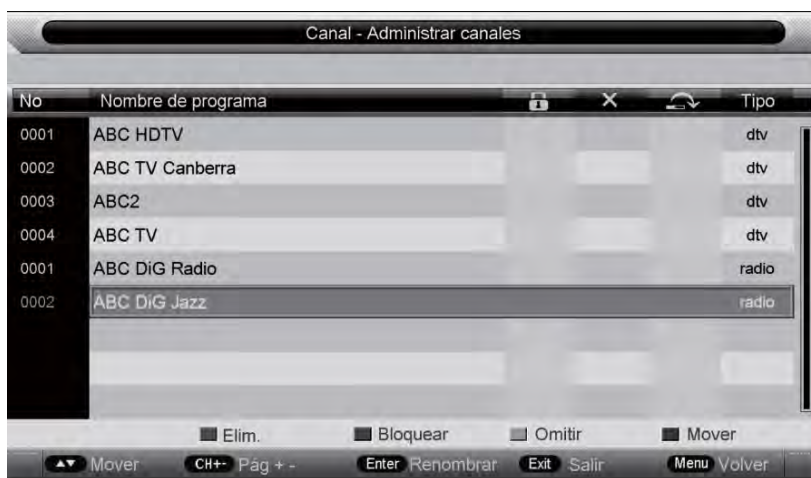 Canal - Administrar canales
No Nombre de programa Tipo
0001 ABC HDTV dtv
0002 ABC TV Canberra dtv
0003 ABC2 dtv
0004 ABC TV dtv
0001 ABC DiG Radio radio
0002 ABC DiG Jazz radio
Elim. Bloquear Omitir Mover
▲▼ Mover CH+- Pág + - Enter Renombrar Exit Salir Menu Volver